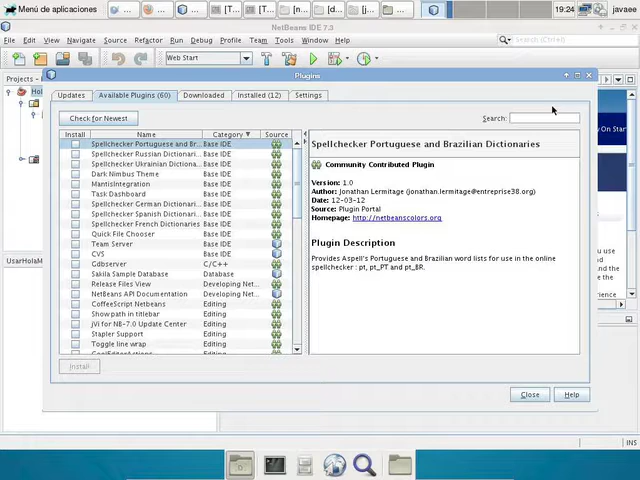 Menú de aplicaciones
19:24
javaee
NetBeans IDE 7.3
File Edit View Navigate Source Refactor Run Debug Profile Team Tools Window Help
Search (Ctrl+I)
Web Start
Projects
Plugins
Updates
Available Plugins (60)
Downloaded
Installed (12)
Settings
Check for Newest
Search:
Install Name Category Source
Spellchecker Portuguese and Br... Base IDE
Spellchecker Russian Dictionari... Base IDE
Spellchecker Ukrainian Dictiona... Base IDE
Dark Nimbus Theme Base IDE
MantisIntegration Base IDE
Task Dashboard Base IDE
Spellchecker German Dictionari... Base IDE
Spellchecker Spanish Dictionari... Base IDE
Spellchecker French Dictionaries Base IDE
Quick File Chooser Base IDE
Team Server Base IDE
CVS Base IDE
Gdbserver C/C++
Sakila Sample Database Database
Release Files View Developing Net...
NetBeans API Documentation Developing Net...
CoffeeScript Netbeans Editing
Show path in titlebar Editing
jVi for NB-7.0 Update Center Editing
Stapler Support Editing
Toggle line wrap Editing
Spellchecker Portuguese and Brazilian Dictionaries
Community Contributed Plugin
Version: 1.0
Author: Jonathan Lermitage (jonathan.lermitage@entreprise38.org)
Date: 12-03-12
Source: Plugin Portal
Homepage: http://netbeanscolors.org
Plugin Description
Provides Aspell's Portuguese and Brazilian word lists for use in the online
spellchecker : pt, pt_PT and pt_BR.
Install
Close
Help
UsarHolaM
INS